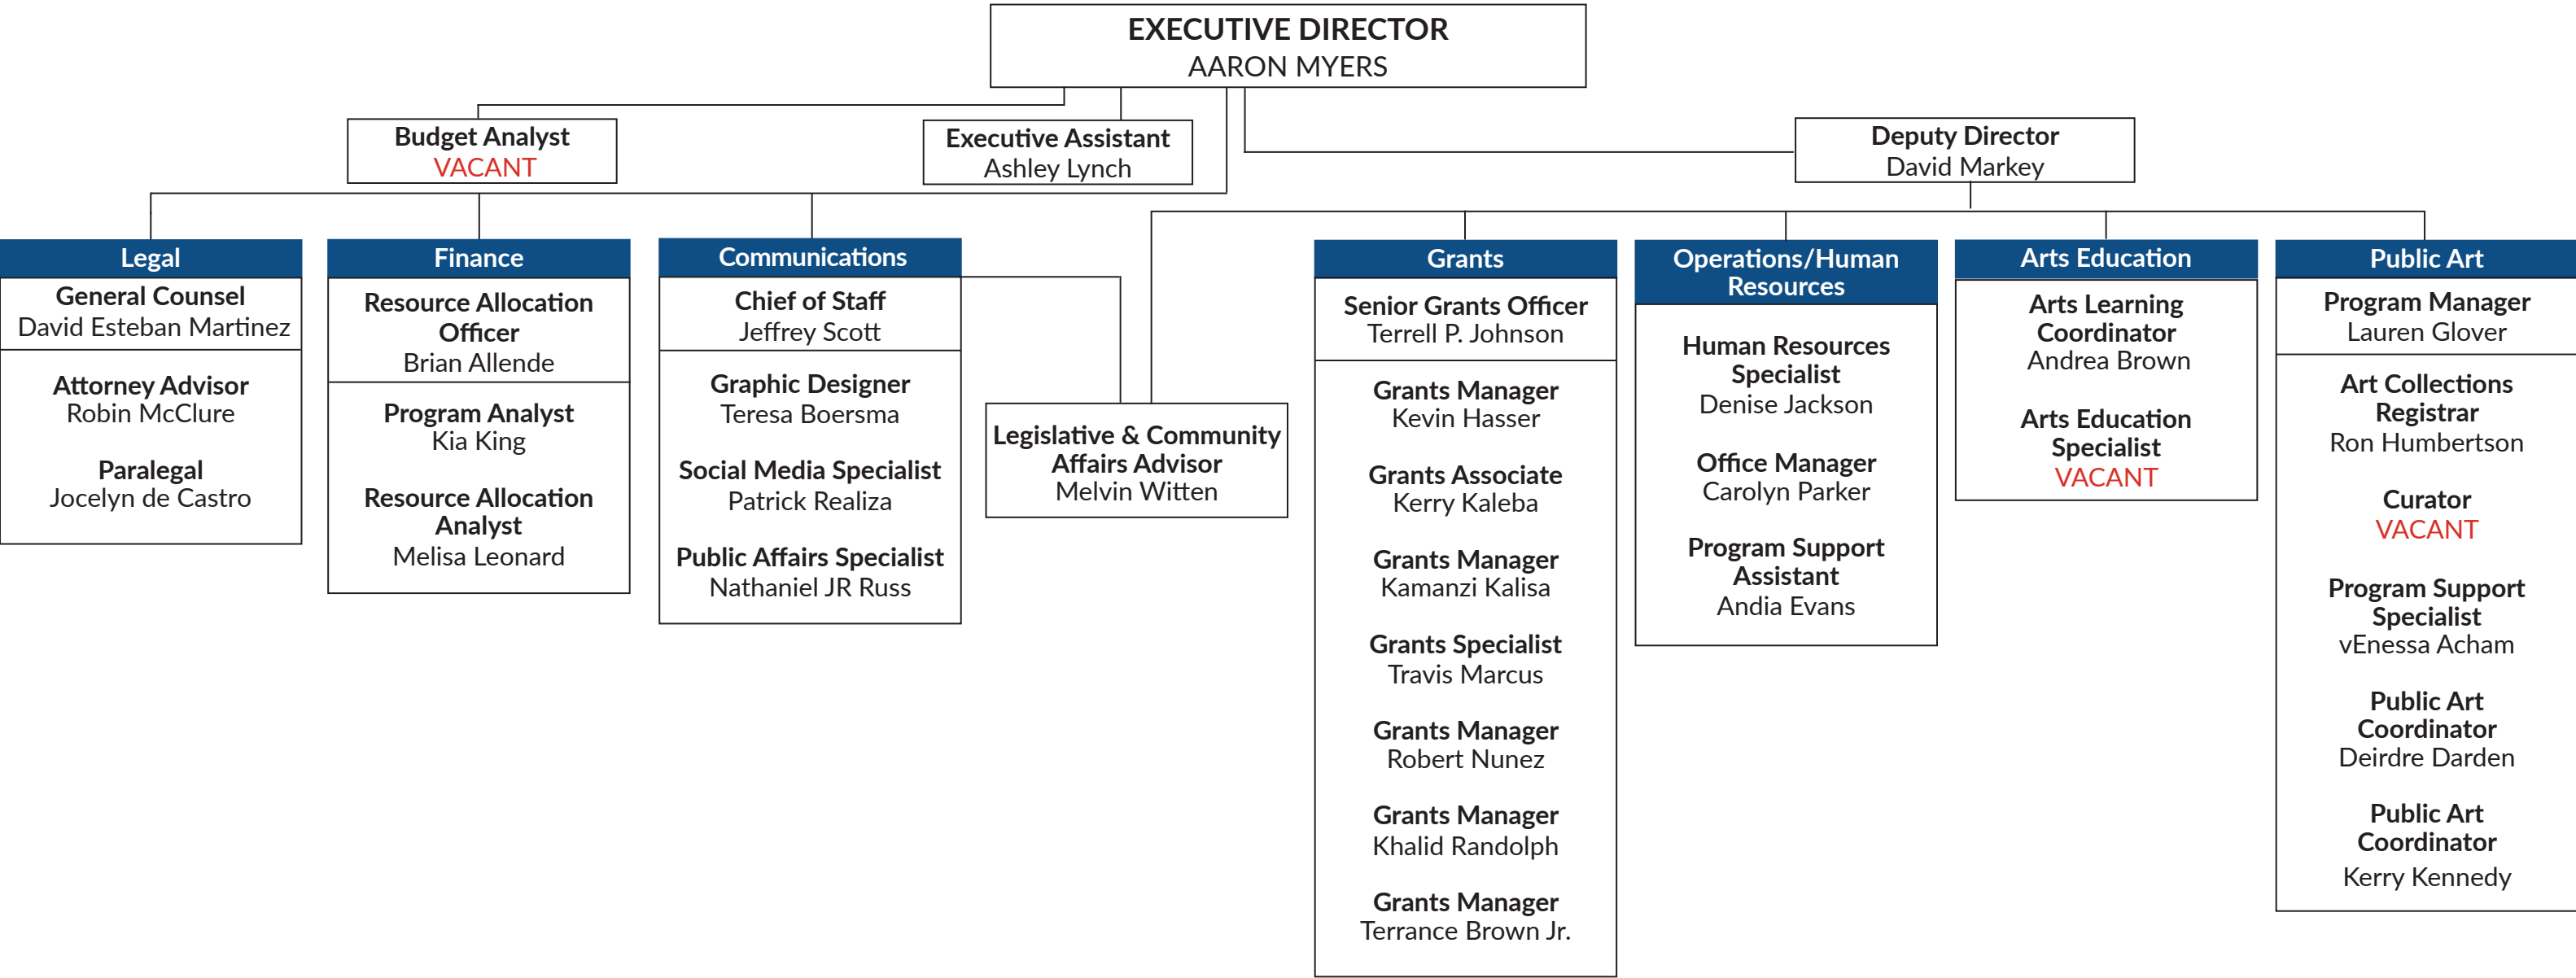 EXECUTIVE DIRECTOR
AARON MYERS
Budget Analyst
VACANT
Executive Assistant
Ashley Lynch
Deputy Director
David Markey
Legal
General Counsel
David Esteban Martinez
Attorney Advisor
Robin McClure
Paralegal
Jocelyn de Castro
Finance
Resource Allocation
Officer
Brian Allende
Program Analyst
Kia King
Resource Allocation
Analyst
Melisa Leonard
Communications
Chief of Staff
Jeffrey Scott
Graphic Designer
Teresa Boersma
Social Media Specialist
Patrick Realiza
Public Affairs Specialist
Nathaniel JR Russ
Legislative & Community
Affairs Advisor
Melvin Witten
Grants
Senior Grants Officer
Terrell P. Johnson
Grants Manager
Kevin Hasser
Grants Associate
Kerry Kaleba
Grants Manager
Kamanzi Kalisa
Grants Specialist
Travis Marcus
Grants Manager
Robert Nunez
Grants Manager
Khalid Randolph
Grants Manager
Terrance Brown Jr.
Operations/Human
Resources
Human Resources
Specialist
Denise Jackson
Office Manager
Carolyn Parker
Program Support
Assistant
Andia Evans
Arts Education
Arts Learning
Coordinator
Andrea Brown
Arts Education
Specialist
VACANT
Public Art
Program Manager
Lauren Glover
Art Collections
Registrar
Ron Humbertson
Curator
VACANT
Program Support
Specialist
vEnessa Acham
Public Art
Coordinator
Deirdre Darden
Public Art
Coordinator
Kerry Kennedy